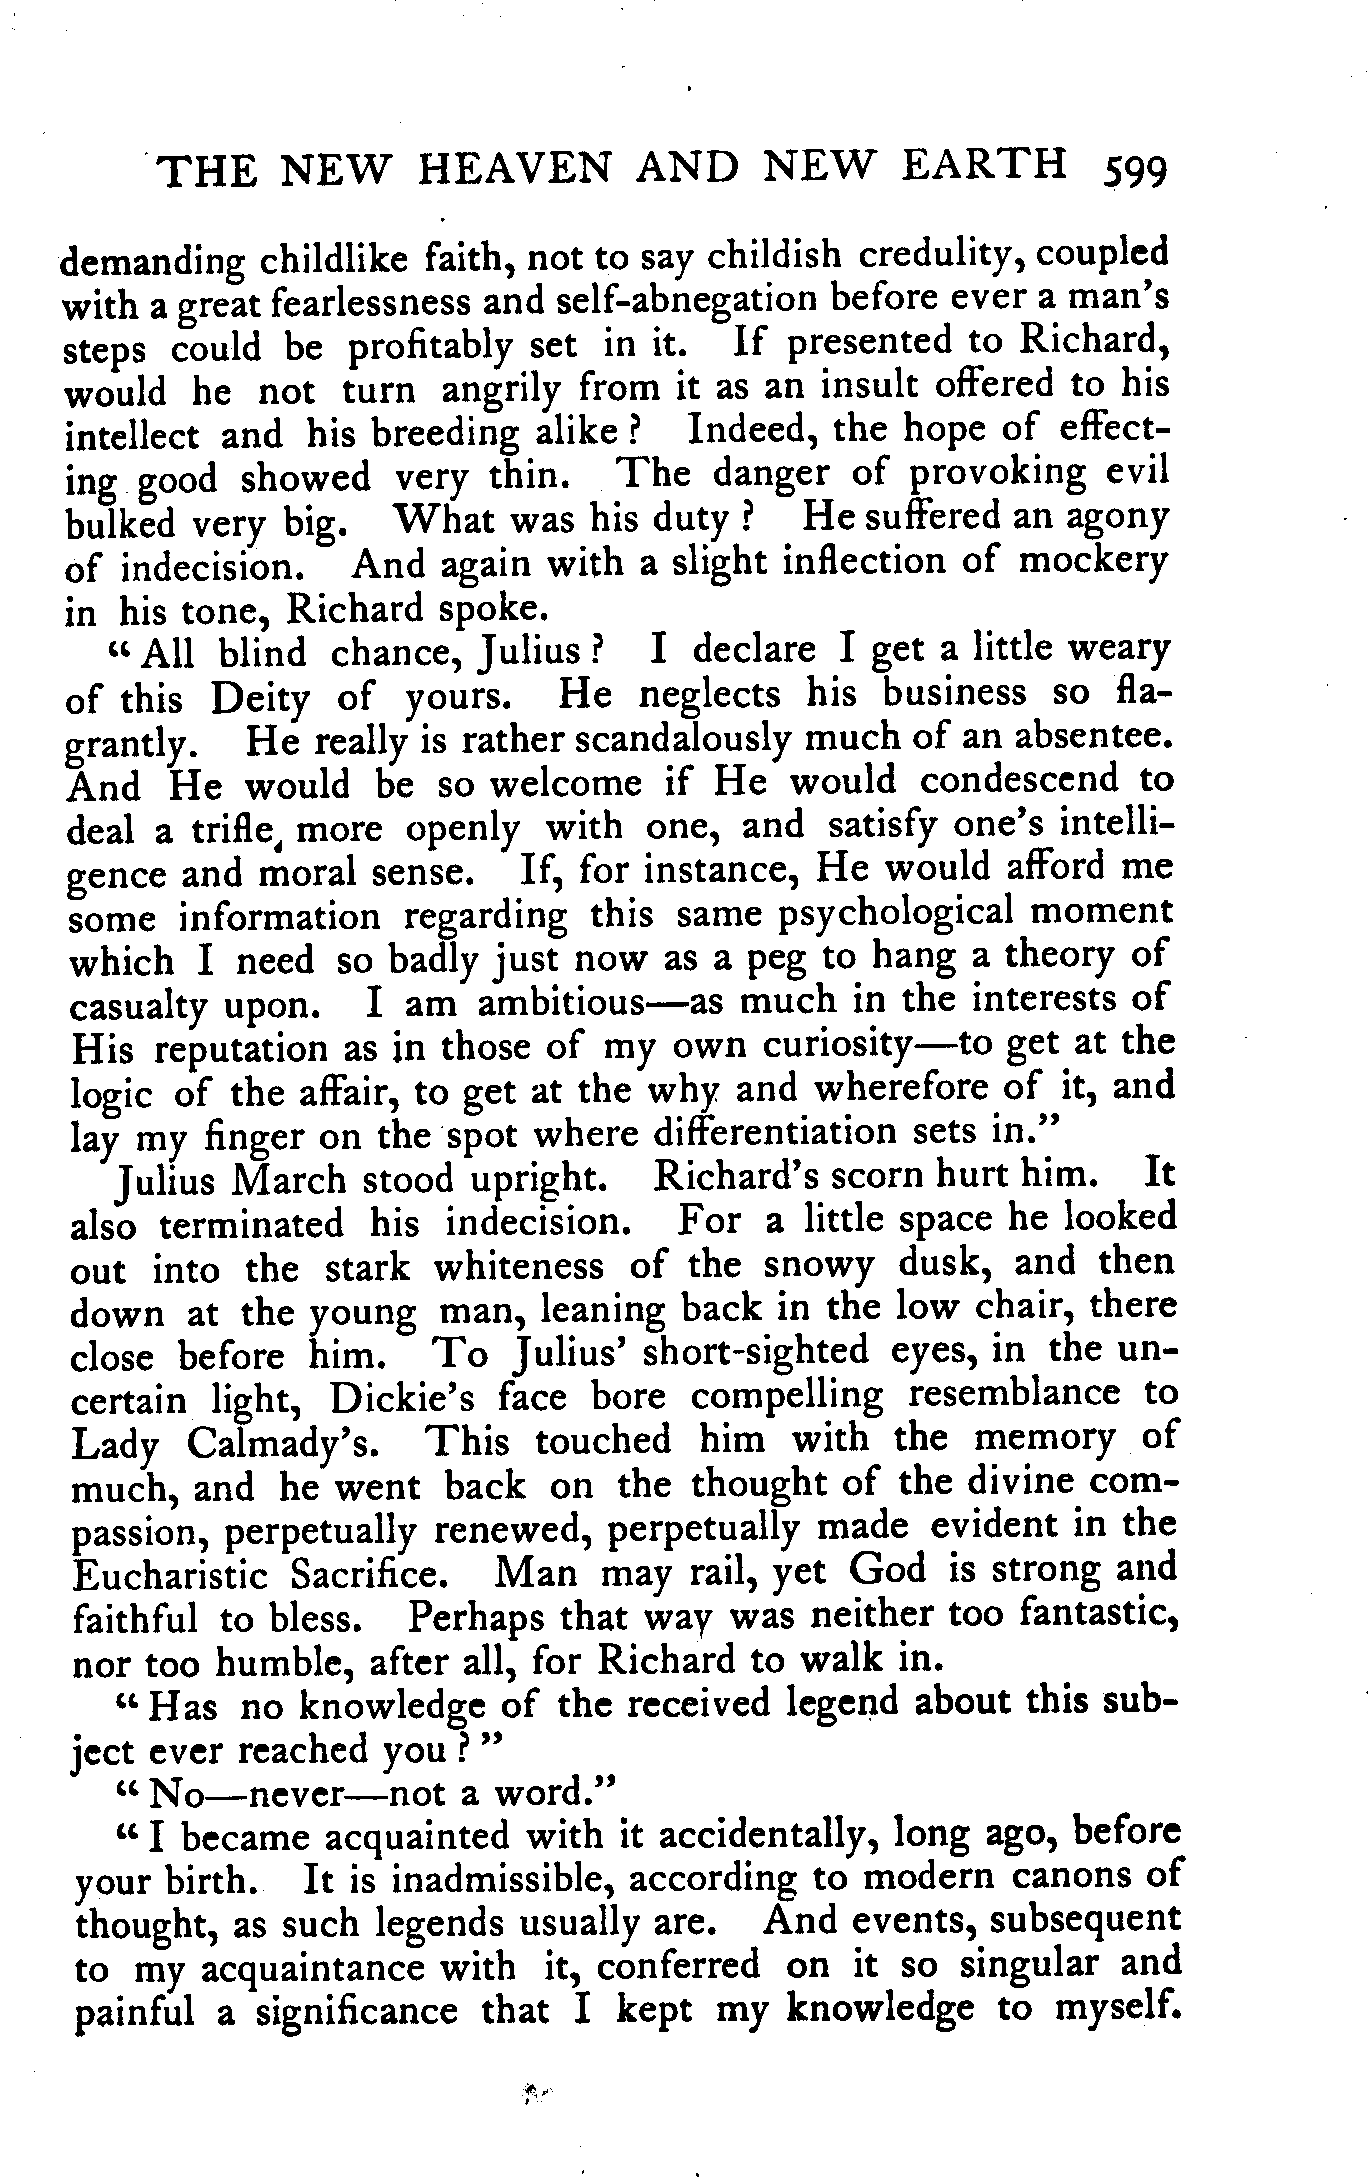 THE NEW HEAVEN AND NEW EARTH 599
demanding childlike faith, not to say childish credulity, coupled
with a great fearlessness and self-abnegation before ever a man's
steps could be profitably set in it. If presented to Richard,
would he not turn angrily from it as an insult offered to his
intellect and his breeding alike? Indeed, the hope of effect-
ing good showed very thin. The danger of provoking evil
bulked very big. What was his duty? He suffered an agony
of indecision. And again with a slight inflection of mockery
in his tone, Richard spoke.
"All blind chance, Julius? I declare I get a little weary
of this Deity of yours. He neglects his business so fla-
grantly. He really is rather scandalously much of an absentee.
And He would be so welcome if He would condescend to
deal a trifle more openly with one, and satisfy one's intelli-
gence and moral sense. If, for instance, He would afford me
some information regarding this same psychological moment
which I need so badly just now as a peg to hang a theory of
casualty upon. I am ambitious—as much in the interests of
His reputation as in those of my own curiosity—to get at the
logic of the affair, to get at the why and wherefore of it, and
lay my finger on the spot where differentiation sets in."
Julius March stood upright. Richard's scorn hurt him. It
also terminated his indecision. For a little space he looked
out into the stark whiteness of the snowy dusk, and then
down at the young man, leaning back in the low chair, there
close before him. To Julius' short-sighted eyes, in the un-
certain light, Dickie's face bore compelling resemblance to
Lady Calmady's. This touched him with the memory of
much, and he went back on the thought of the divine com-
passion, perpetually renewed, perpetually made evident in the
Eucharistic Sacrifice. Man may rail, yet God is strong and
faithful to bless. Perhaps that way was neither too fantastic,
nor too humble, after all, for Richard to walk in.
"Has no knowledge of the received legend about this sub-
ject ever reached you?"
"No—never—not a word."
"I became acquainted with it accidentally, long ago, before
your birth. It is inadmissible, according to modern canons of
thought, as such legends usually are. And events, subsequent
to my acquaintance with it, conferred on it so singular and
painful a significance that I kept my knowledge to myself.